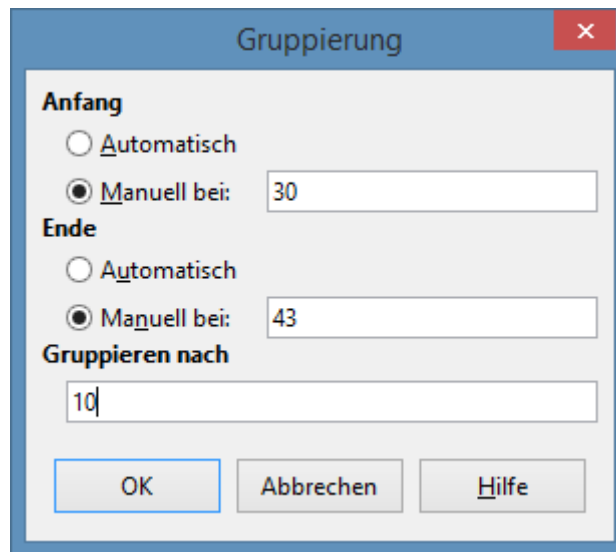 Gruppierung
Anfang
Automatisch
Manuell bei: 30
Ende
Automatisch
Manuell bei: 43
Gruppieren nach
10
OK Abbrechen Hilfe